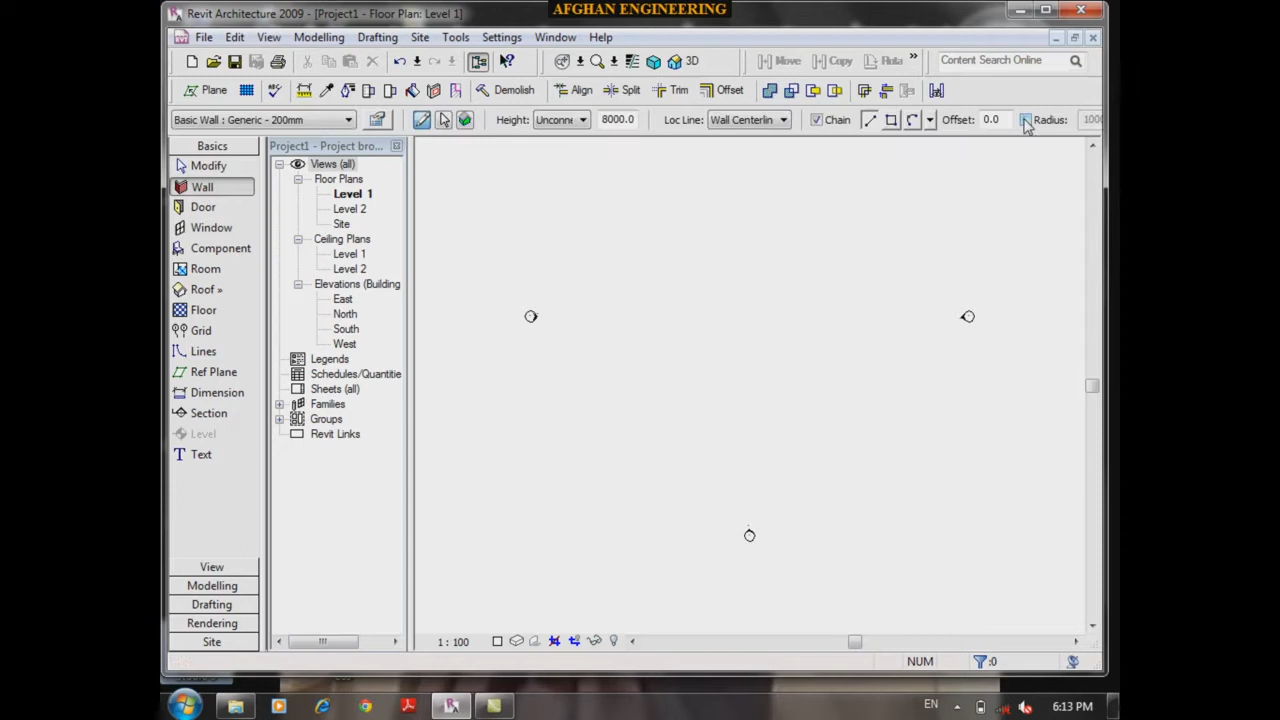 AFGHAN ENGINEERING
Revit Architecture 2009 - [Project1 - Floor Plan: Level 1]
File Edit View Modelling Drafting Site Tools Settings Window Help
3D Move Copy Rota » Content Search Online
Plane Demolish Align Split Trim Offset
Basic Wall : Generic - 200mm Height: Unconne 8000.0 Loc Line: Wall Centerlin Chain Offset: 0.0 Radius: 1000
Basics
Modify
Wall
Door
Window
Component
Room
Roof »
Floor
Grid
Lines
Ref Plane
Dimension
Section
Level
Text
View
Modelling
Drafting
Rendering
Site
Project1 - Project bro...
Views (all)
Floor Plans
Level 1
Level 2
Site
Ceiling Plans
Level 1
Level 2
Elevations (Building
East
North
South
West
Legends
Schedules/Quantitie
Sheets (all)
Families
Groups
Revit Links
1 : 100
NUM :0
EN 6:13 PM